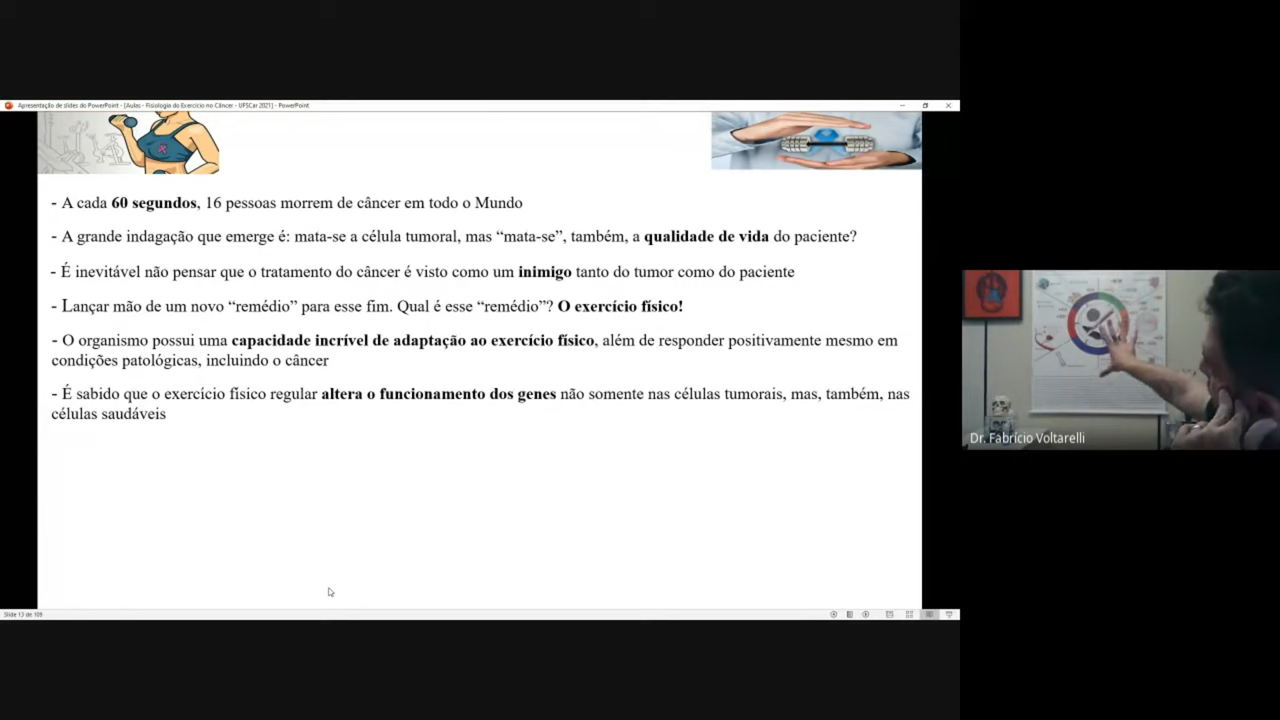 Apresentação de slides do PowerPoint - [Aulas - Fisiologia do Exercício no Câncer - UFSCar 2021] - PowerPoint
- A cada 60 segundos, 16 pessoas morrem de câncer em todo o Mundo
- A grande indagação que emerge é: mata-se a célula tumoral, mas “mata-se”, também, a qualidade de vida do paciente?
- É inevitável não pensar que o tratamento do câncer é visto como um inimigo tanto do tumor como do paciente
- Lançar mão de um novo “remédio” para esse fim. Qual é esse “remédio”? O exercício físico!
- O organismo possui uma capacidade incrível de adaptação ao exercício físico, além de responder positivamente mesmo em
condições patológicas, incluindo o câncer
- É sabido que o exercício físico regular altera o funcionamento dos genes não somente nas células tumorais, mas, também, nas
células saudáveis
Dr. Fabrício Voltarelli
Slide 13 de 109